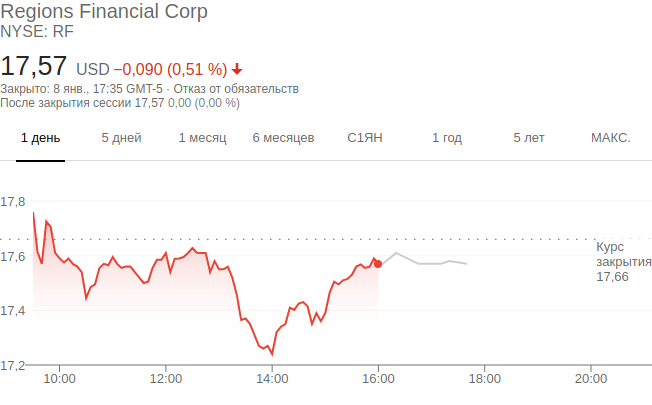 Regions Financial Corp
NYSE: RF
17,57 USD −0,090 (0,51 %)
Закрыто: 8 янв., 17:35 GMT-5 · Отказ от обязательств
После закрытия сессии 17,57 0,00 (0,00 %)
1 день 5 дней 1 месяц 6 месяцев С1ЯН 1 год 5 лет МАКС.
17,8
17,6
17,4
17,2
Курс
закрытия
17,66
10:00 12:00 14:00 16:00 18:00 20:00